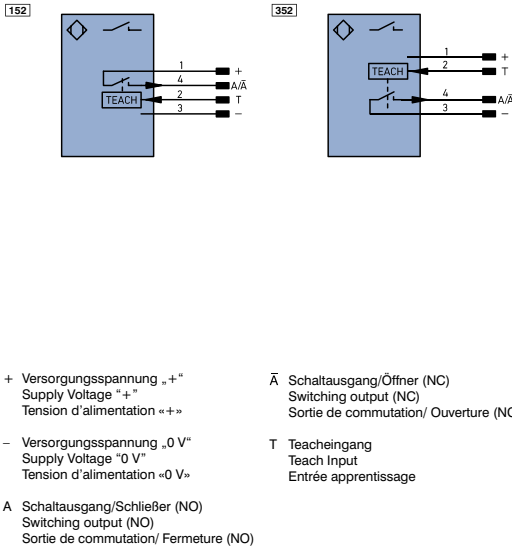 152
1 +
4 A/Ā
TEACH 2 T
3 –
352
1 +
TEACH 2 T
4 A/Ā
3 –
+ Versorgungsspannung „+“
Supply Voltage “+”
Tension d’alimentation «+»
– Versorgungsspannung „0 V“
Supply Voltage “0 V”
Tension d’alimentation «0 V»
A Schaltausgang/Schließer (NO)
Switching output (NO)
Sortie de commutation/ Fermeture (NO)
Ā Schaltausgang/Öffner (NC)
Switching output (NC)
Sortie de commutation/ Ouverture (NC
T Teacheingang
Teach Input
Entrée apprentissage